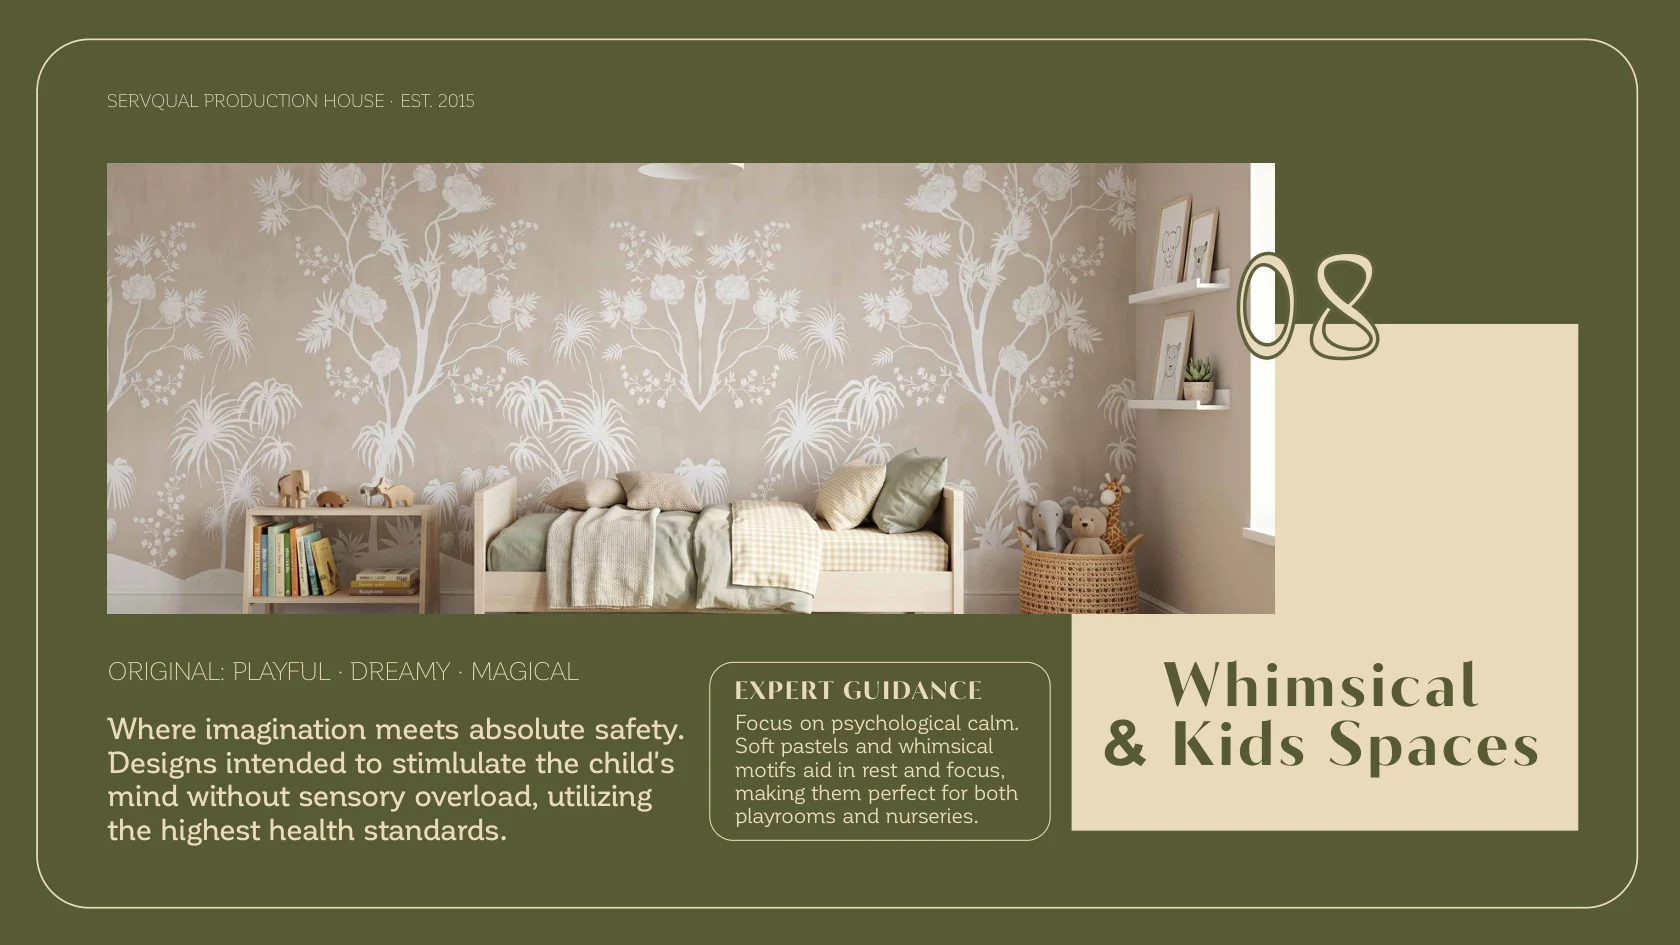 SERVQUAL PRODUCTION HOUSE · EST. 2015
08
ORIGINAL: PLAYFUL · DREAMY · MAGICAL
Where imagination meets absolute safety.
Designs intended to stimlulate the child's
mind without sensory overload, utilizing
the highest health standards.
EXPERT GUIDANCE
Focus on psychological calm.
Soft pastels and whimsical
motifs aid in rest and focus,
making them perfect for both
playrooms and nurseries.
Whimsical
& Kids Spaces